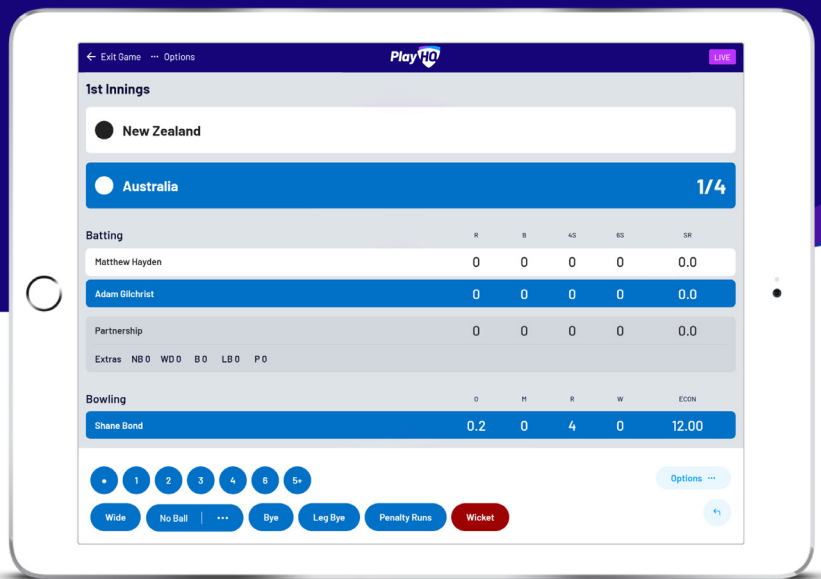 ← Exit Game ··· Options
PlayHQ
LIVE
1st Innings
New Zealand
Australia 1/4
Batting R B 4S 6S SR
Matthew Hayden 0 0 0 0 0.0
Adam Gilchrist 0 0 0 0 0.0
Partnership 0 0 0 0 0.0
Extras NB 0 WD 0 B 0 LB 0 P 0
Bowling O M R W ECON
Shane Bond 0.2 0 4 0 12.00
• 1 2 3 4 6 5+
Options ···
Wide No Ball ··· Bye Leg Bye Penalty Runs Wicket